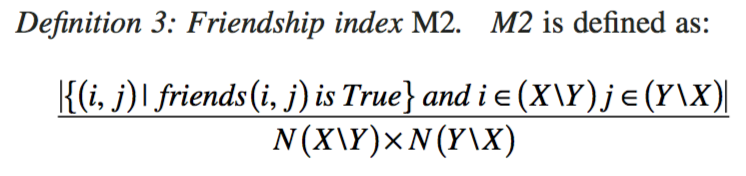 Definition 3: Friendship index M2. M2 is defined as:
|{(i, j)| friends(i, j) is True} and i ∈ (X\Y) j ∈ (Y\X)|
N(X\Y)×N(Y\X)